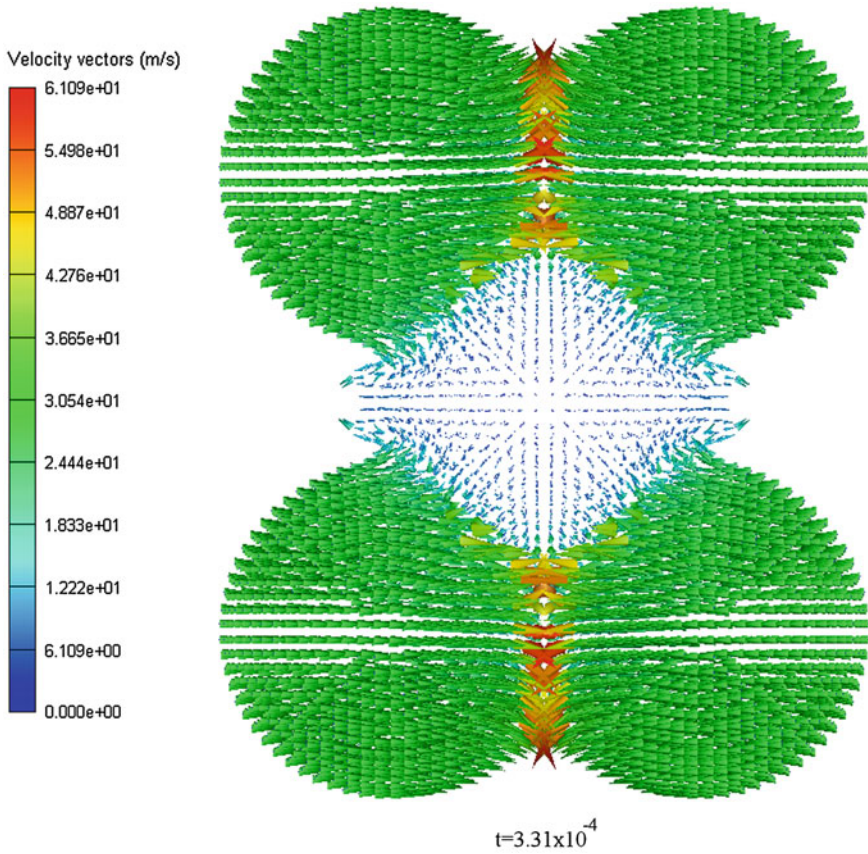 Velocity vectors (m/s)
6.109e+01
5.498e+01
4.887e+01
4.276e+01
3.665e+01
3.054e+01
2.444e+01
1.833e+01
1.222e+01
6.109e+00
0.000e+00
t=3.31x10⁻⁴